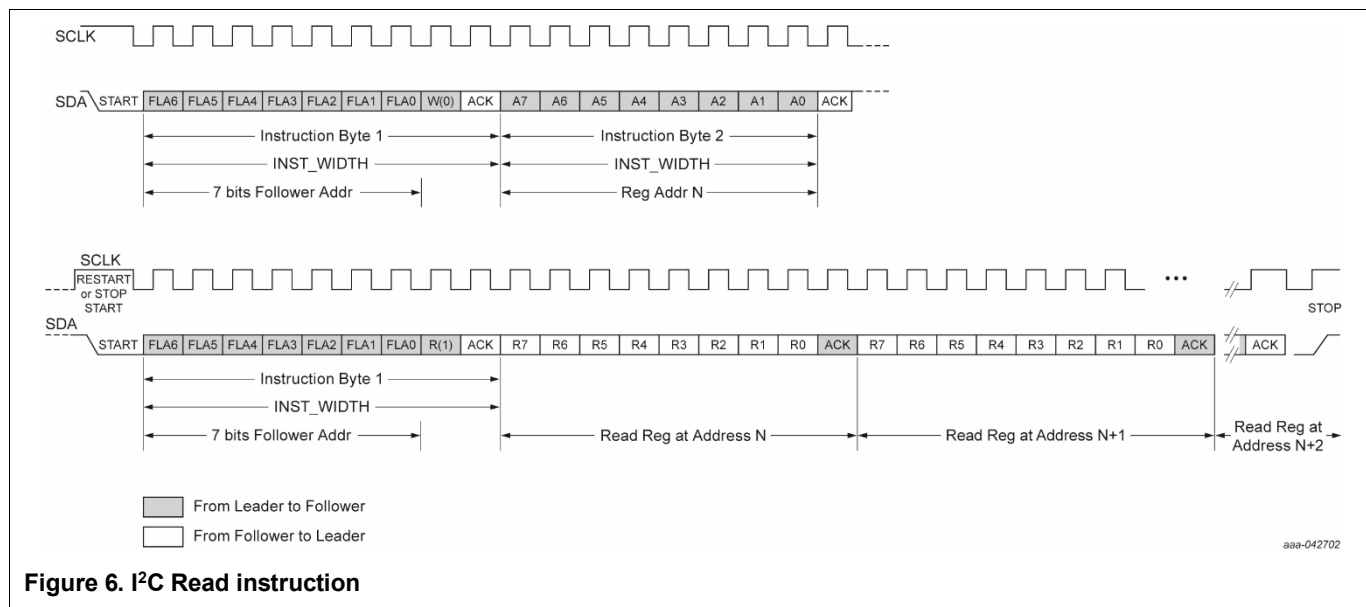 SCLK
SDA START FLA6 FLA5 FLA4 FLA3 FLA2 FLA1 FLA0 W(0) ACK A7 A6 A5 A4 A3 A2 A1 A0 ACK
Instruction Byte 1 Instruction Byte 2
INST_WIDTH INST_WIDTH
7 bits Follower Addr Reg Addr N
SCLK
RESTART
or STOP
START
...
STOP
SDA
START FLA6 FLA5 FLA4 FLA3 FLA2 FLA1 FLA0 R(1) ACK R7 R6 R5 R4 R3 R2 R1 R0 ACK R7 R6 R5 R4 R3 R2 R1 R0 ACK ACK
Instruction Byte 1
INST_WIDTH
7 bits Follower Addr Read Reg at Address N Read Reg at Address N+1 Read Reg at
Address N+2
From Leader to Follower
From Follower to Leader
aaa-042702
Figure 6. I²C Read instruction